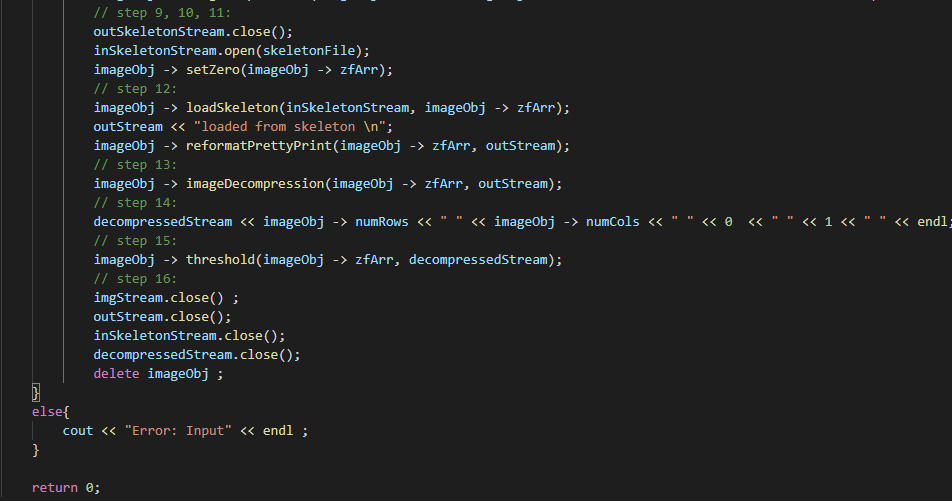 // step 9, 10, 11:
outSkeletonStream.close();
inSkeletonStream.open(skeletonFile);
imageObj -> setZero(imageObj -> zfArr);
// step 12:
imageObj -> loadSkeleton(inSkeletonStream, imageObj -> zfArr);
outStream << "loaded from skeleton \n";
imageObj -> reformatPrettyPrint(imageObj -> zfArr, outStream);
// step 13:
imageObj -> imageDecompression(imageObj -> zfArr, outStream);
// step 14:
decompressedStream << imageObj -> numRows << " " << imageObj -> numCols << " " << 0  << " " << 1 << " " << endl;
// step 15:
imageObj -> threshold(imageObj -> zfArr, decompressedStream);
// step 16:
imgStream.close() ;
outStream.close();
inSkeletonStream.close();
decompressedStream.close();
delete imageObj ;
}
else{
cout << "Error: Input" << endl ;
}
return 0;